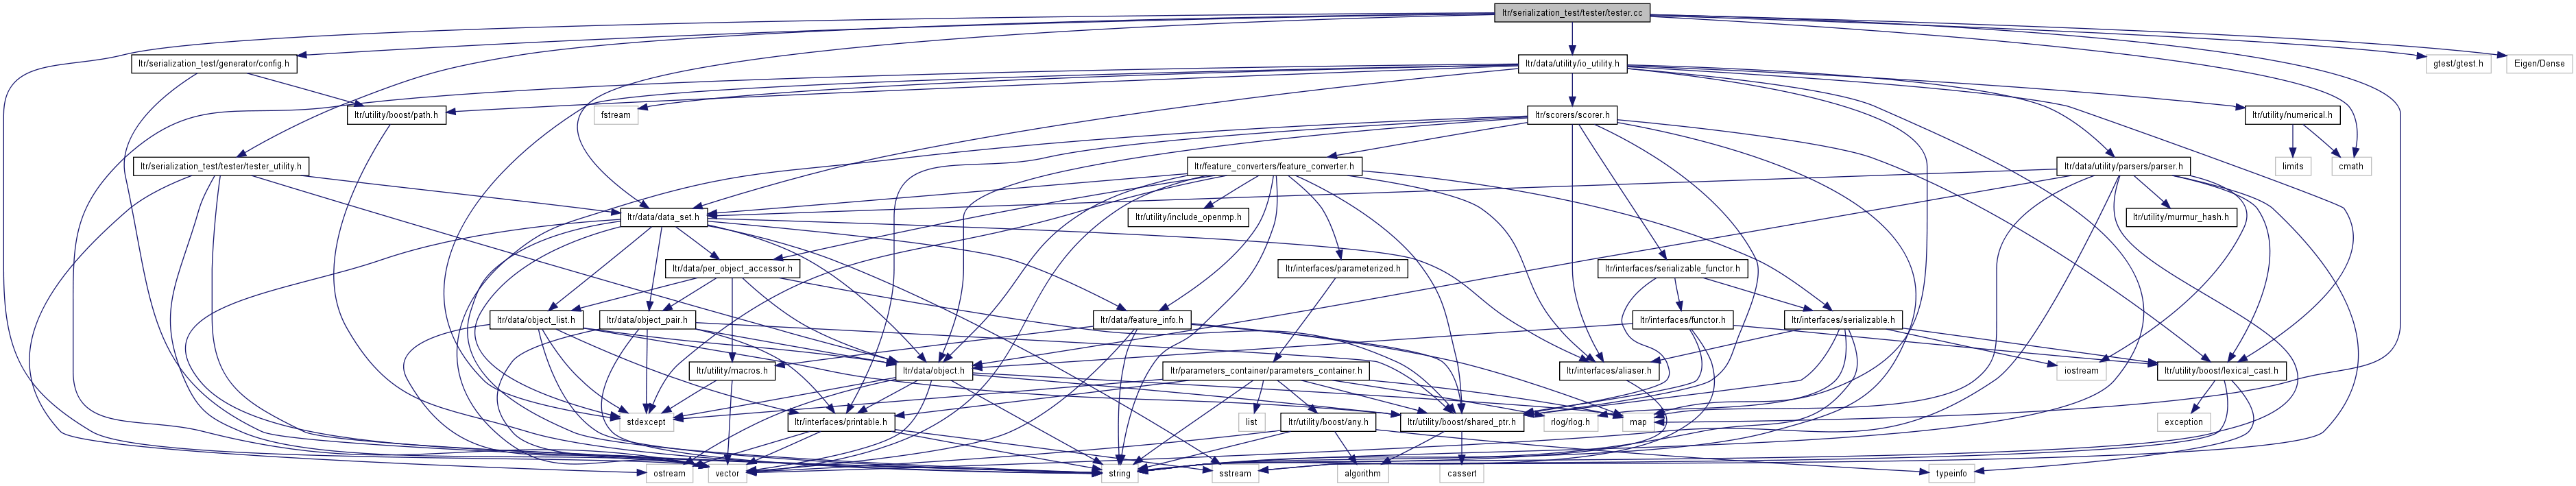 ltr/serialization_test/tester/tester.cc
ltr/serialization_test/generator/config.h
ltr/data/utility/io_utility.h
gtest/gtest.h
Eigen/Dense
ltr/utility/boost/path.h
fstream
ltr/scorers/scorer.h
ltr/utility/numerical.h
ltr/serialization_test/tester/tester_utility.h
ltr/feature_converters/feature_converter.h
ltr/data/utility/parsers/parser.h
limits
cmath
ltr/data/data_set.h
ltr/utility/include_openmp.h
ltr/utility/murmur_hash.h
ltr/data/per_object_accessor.h
ltr/interfaces/parameterized.h
ltr/interfaces/serializable_functor.h
ltr/data/object_list.h
ltr/data/object_pair.h
ltr/data/feature_info.h
ltr/interfaces/functor.h
ltr/interfaces/serializable.h
ltr/utility/macros.h
ltr/data/object.h
ltr/parameters_container/parameters_container.h
ltr/interfaces/aliaser.h
iostream
ltr/utility/boost/lexical_cast.h
stdexcept
ltr/interfaces/printable.h
list
ltr/utility/boost/any.h
ltr/utility/boost/shared_ptr.h
rlog/rlog.h
map
exception
ostream
vector
string
sstream
algorithm
cassert
typeinfo